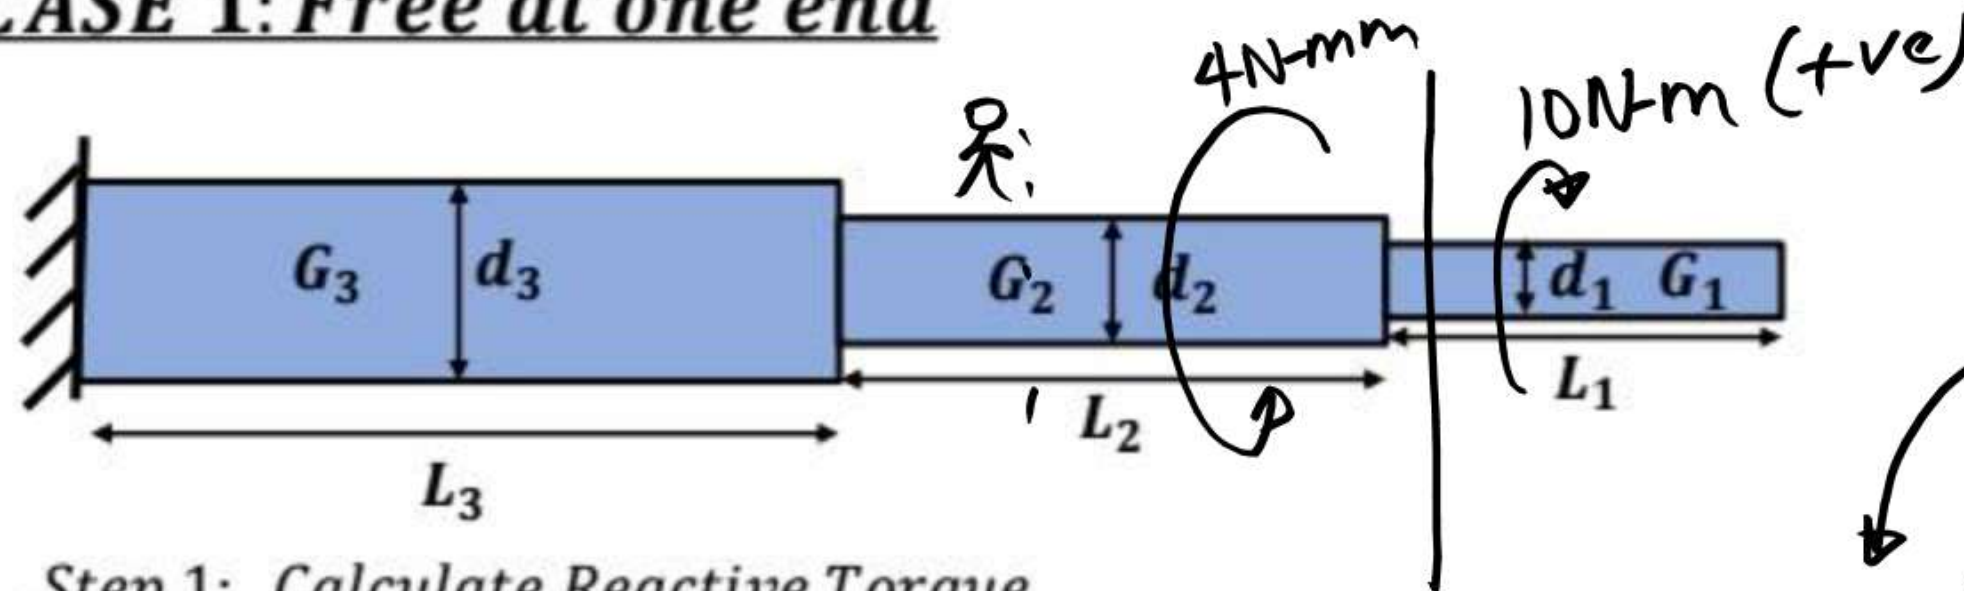 CASE 1: Free at one end
4N-mm
10N-m (+ve)
G3 d3 G2 d2 d1 G1
L1
L2
L3
Step 1: Calculate Reactive Torque